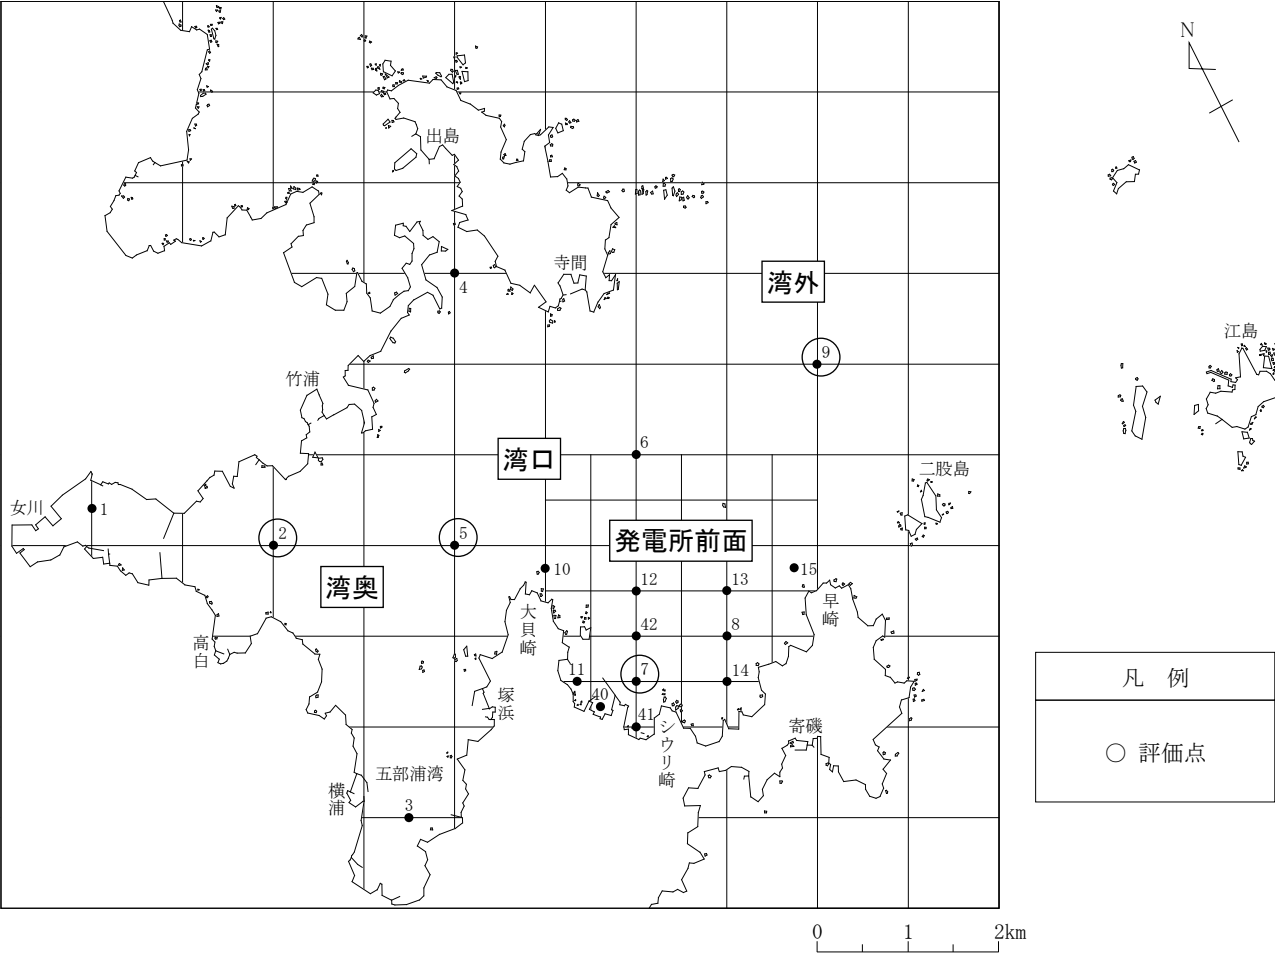 N
出島
寺間
湾外
4
9
江島
竹浦
湾口
6
二股島
女川
1
2
5
発電所前面
10
15
湾奥
12
13
大貝崎
早崎
高白
42
8
11
7
14
40
塚浜
41
シウリ崎
寄磯
五部浦湾
横浦
3
凡 例
○ 評価点
0 1 2km